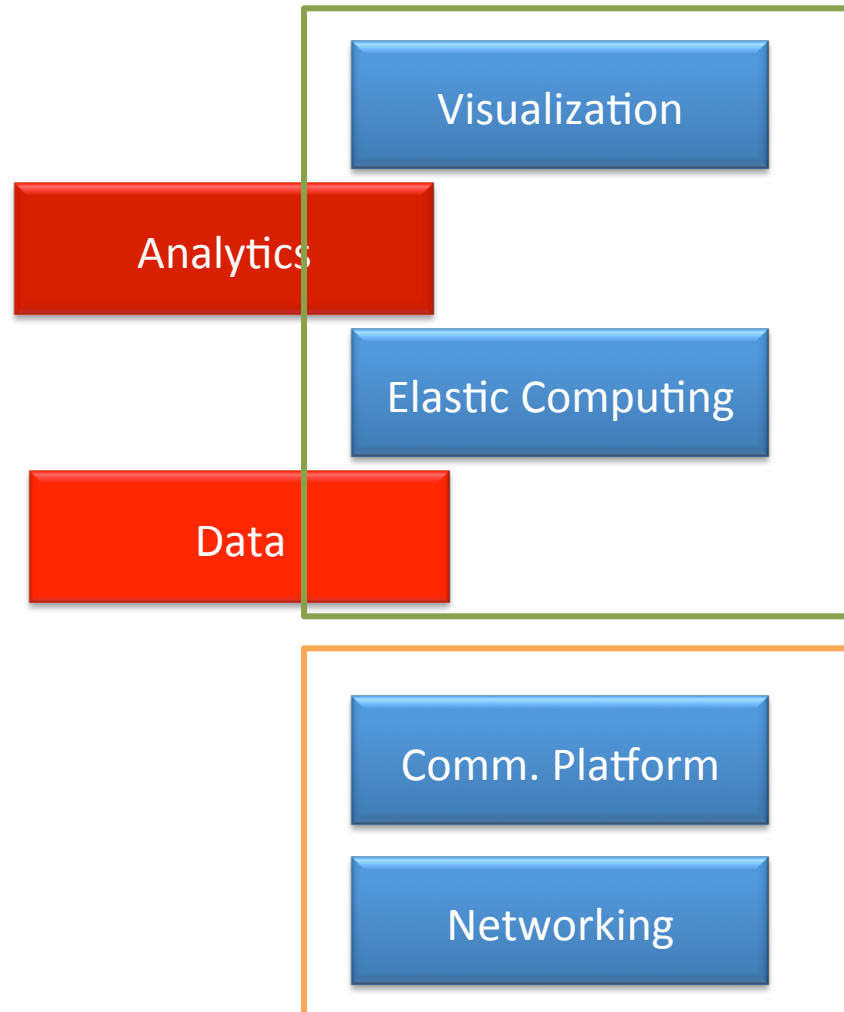 Visualization
Analytics
Elastic Computing
Data
Comm. Platform
Networking